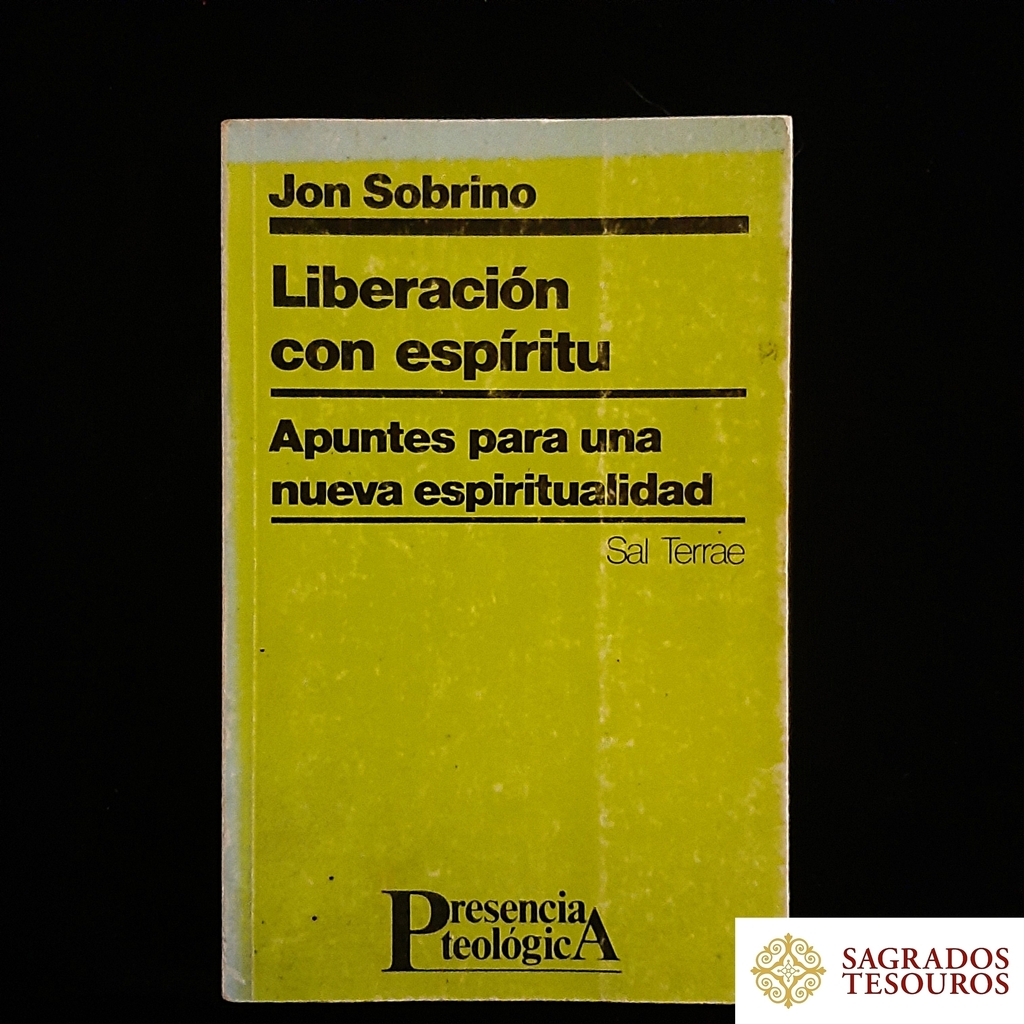 Jon Sobrino
Liberación
con espíritu
Apuntes para una
nueva espiritualidad
Sal Terrae
Presencia
teológicA
SAGRADOS
TESOUROS